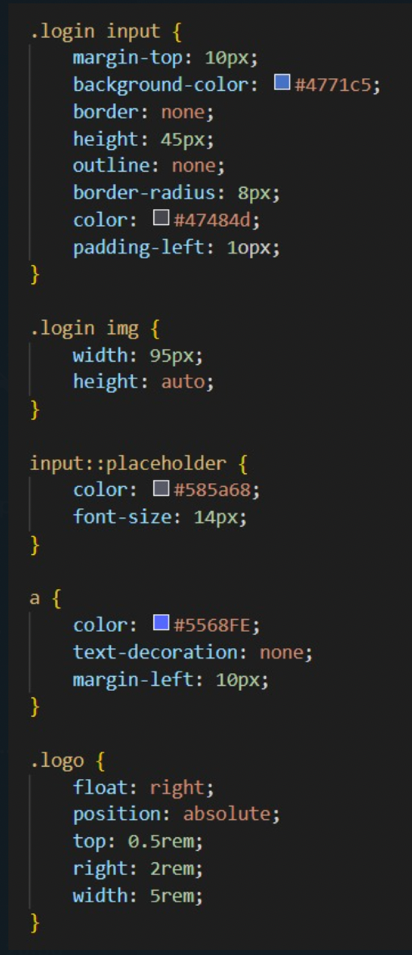 .login input {
margin-top: 10px;
background-color: #4771c5;
border: none;
height: 45px;
outline: none;
border-radius: 8px;
color: #47484d;
padding-left: 1opx;
}
.login img {
width: 95px;
height: auto;
}
input::placeholder {
color: #585a68;
font-size: 14px;
}
a {
color: #5568FE;
text-decoration: none;
margin-left: 10px;
}
.logo {
float: right;
position: absolute;
top: 0.5rem;
right: 2rem;
width: 5rem;
}